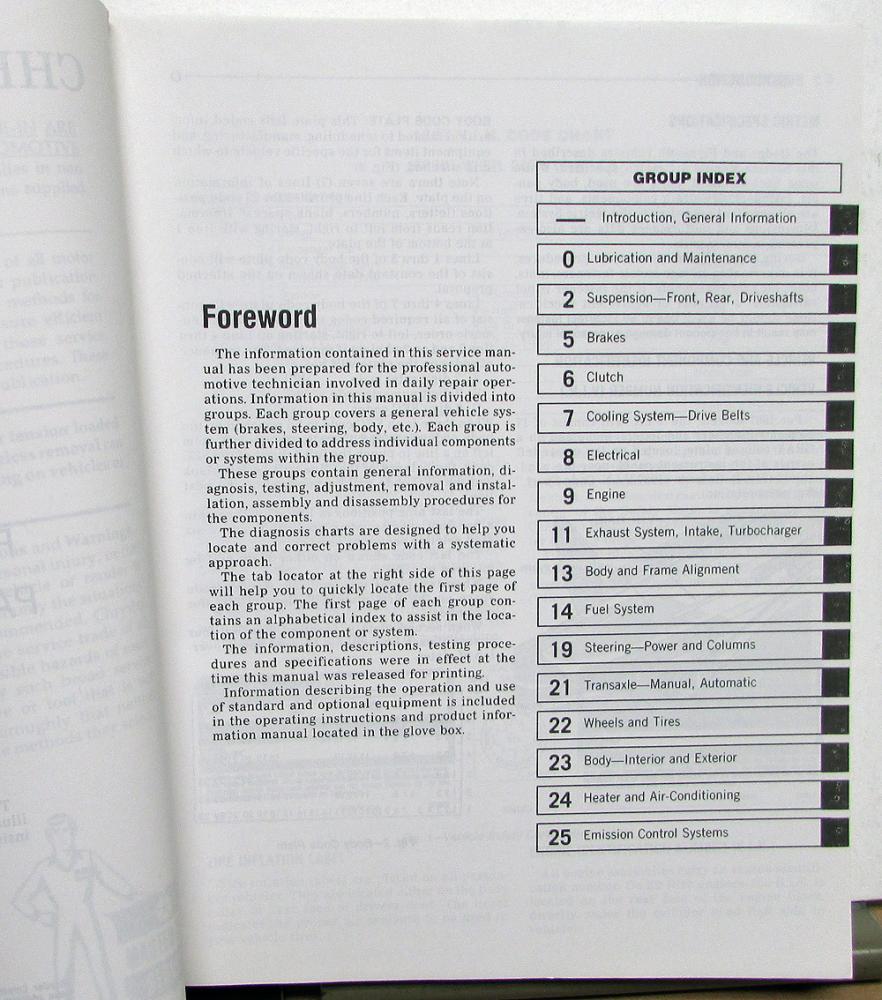 Foreword
The information contained in this service man-
ual has been prepared for the professional auto-
motive technician involved in daily repair oper-
ations. Information in this manual is divided into
groups. Each group covers a general vehicle sys-
tem (brakes, steering, body, etc.). Each group is
further divided to address individual components
or systems within the group.
These groups contain general information, di-
agnosis, testing, adjustment, removal and instal-
lation, assembly and disassembly procedures for
the components.
The diagnosis charts are designed to help you
locate and correct problems with a systematic
approach.
The tab locator at the right side of this page
will help you to quickly locate the first page of
each group. The first page of each group con-
tains an alphabetical index to assist in the loca-
tion of the component or system.
The information, descriptions, testing proce-
dures and specifications were in effect at the
time this manual was released for printing.
Information describing the operation and use
of standard and optional equipment is included
in the operating instructions and product infor-
mation manual located in the glove box.
GROUP INDEX
— Introduction, General Information
0 Lubrication and Maintenance
2 Suspension—Front, Rear, Driveshafts
5 Brakes
6 Clutch
7 Cooling System—Drive Belts
8 Electrical
9 Engine
11 Exhaust System, Intake, Turbocharger
13 Body and Frame Alignment
14 Fuel System
19 Steering—Power and Columns
21 Transaxle—Manual, Automatic
22 Wheels and Tires
23 Body—Interior and Exterior
24 Heater and Air-Conditioning
25 Emission Control Systems